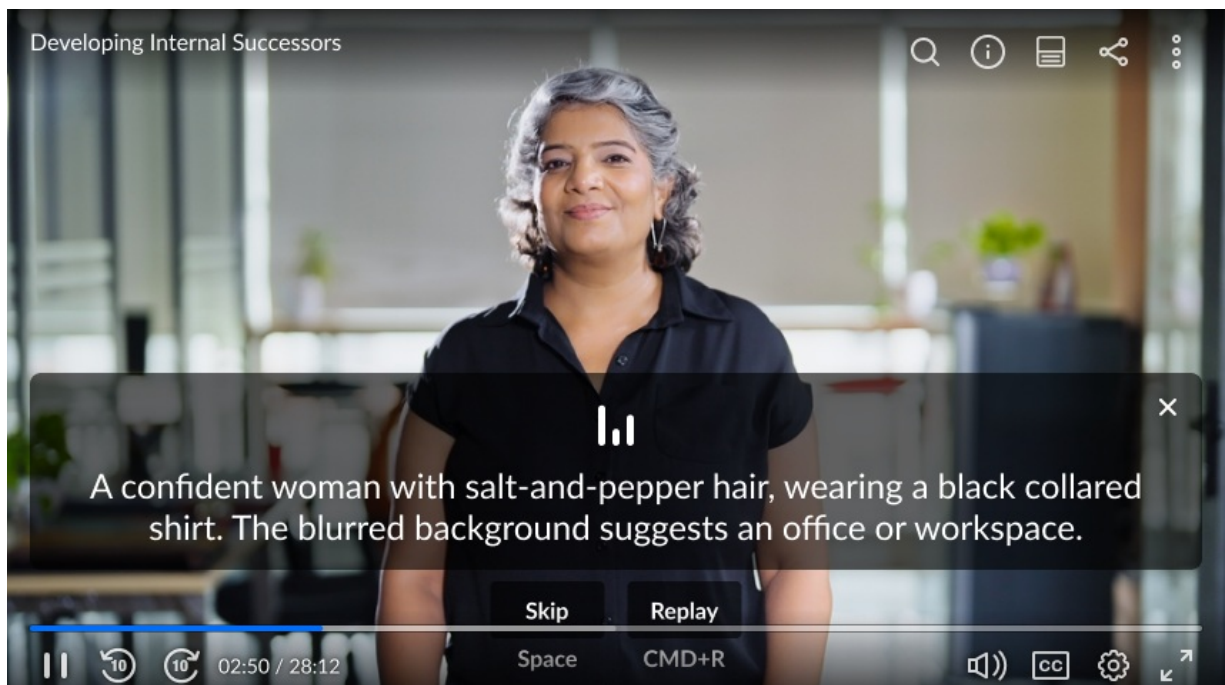 Developing Internal Successors
A confident woman with salt-and-pepper hair, wearing a black collared
shirt. The blurred background suggests an office or workspace.
Skip
Replay
Space
CMD+R
10
10
02:50 / 28:12
CC